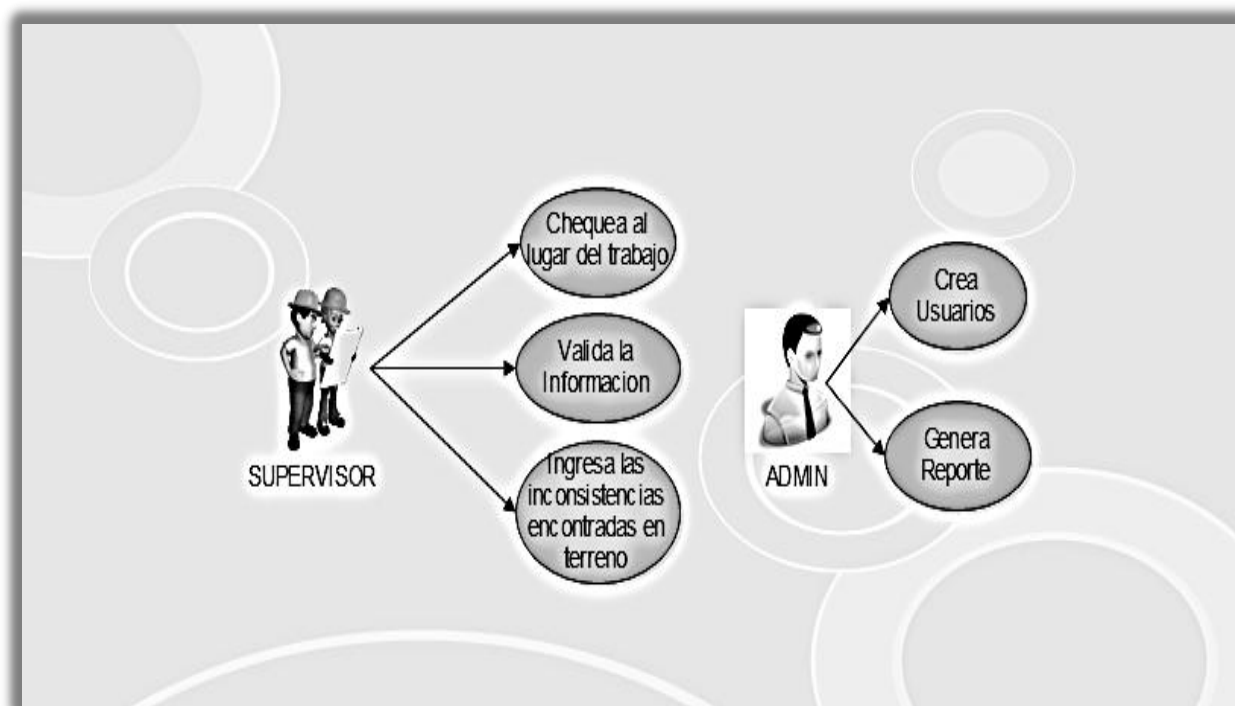 Chequea al
lugar del trabajo
Valida la
Informacion
Ingresa las
inconsistencias
encontradas en
terreno
SUPERVISOR
Crea
Usuarios
Genera
Reporte
ADMIN